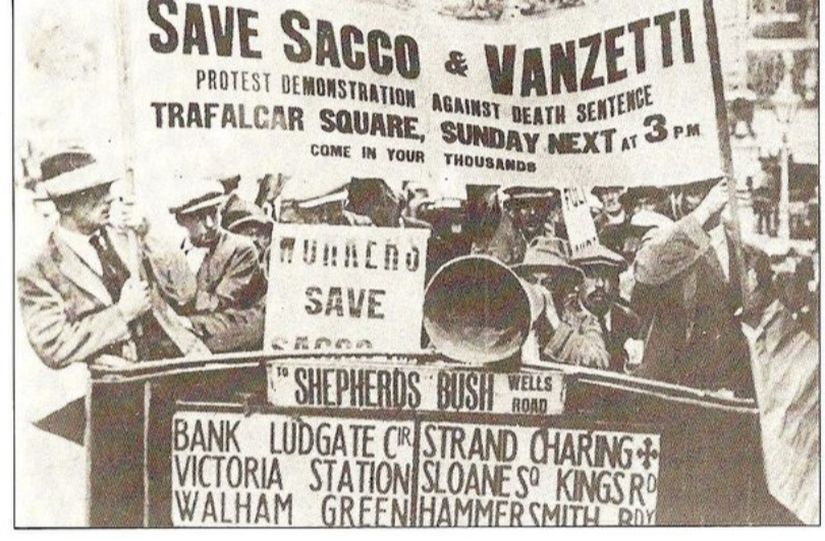 SAVE SACCO & VANZETTI
PROTEST DEMONSTRATION AGAINST DEATH SENTENCE
TRAFALGAR SQUARE, SUNDAY NEXT AT 3 P.M.
COME IN YOUR THOUSANDS
WORKERS
SAVE
SACCO
TO SHEPHERDS BUSH WELLS ROAD
BANK LUDGATE CIR. STRAND CHARING ✠
VICTORIA STATION SLOANE SQ KINGS RD
WALHAM GREEN HAMMERSMITH BDY